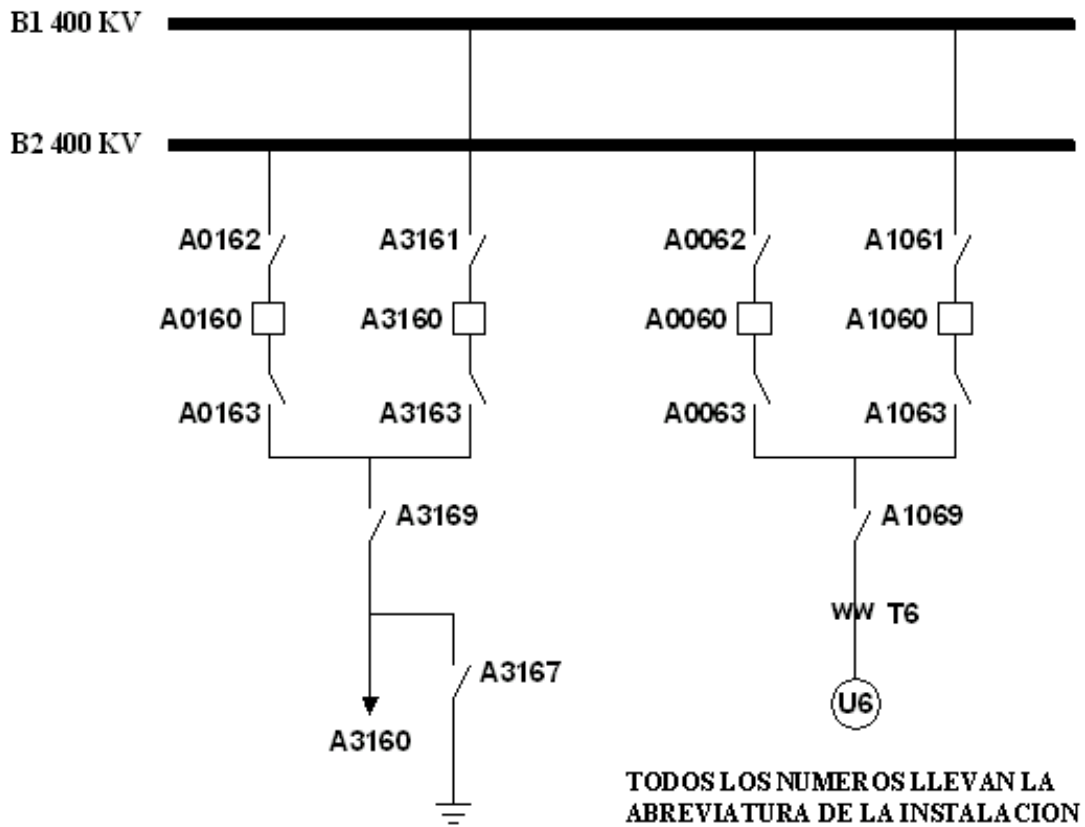 B1 400 KV
B2 400 KV
A0162
A3161
A0062
A1061
A0160
A3160
A0060
A1060
A0163
A3163
A0063
A1063
A3169
A1069
WW T6
A3167
U6
A3160
TODOS LOS NUMEROS LLEVAN LA
ABREVIATURA DE LA INSTALACION